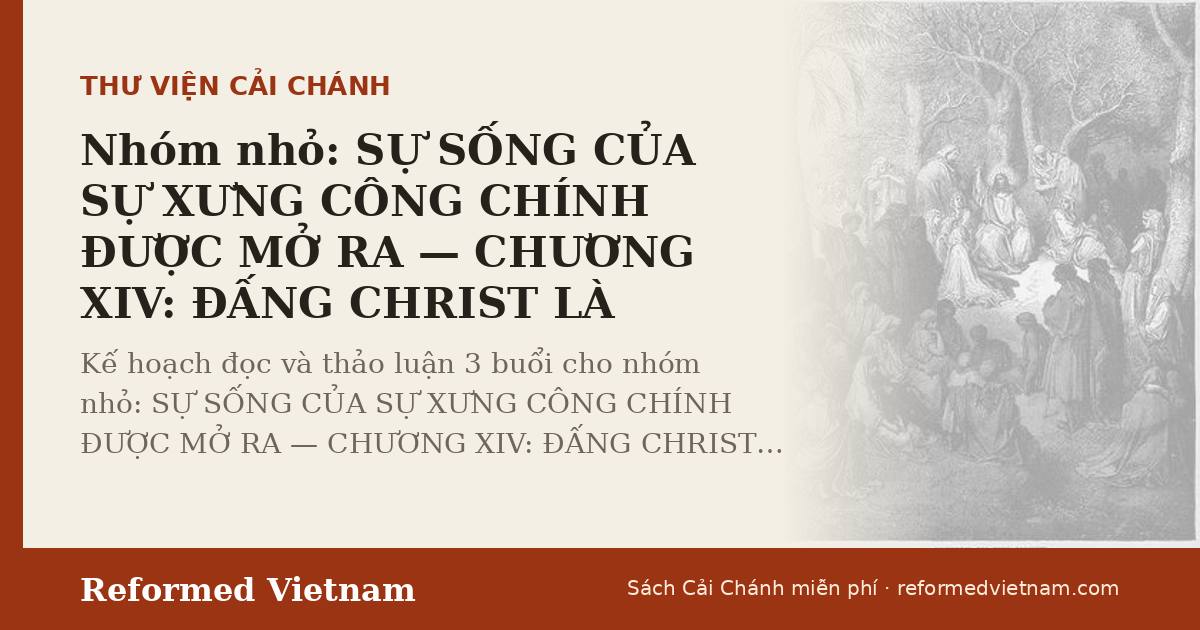 THƯ VIỆN CẢI CHÁNH
Nhóm nhỏ: SỰ SỐNG CỦA
SỰ XƯNG CÔNG CHÍNH
ĐƯỢC MỞ RA — CHƯƠNG
XIV: ĐẤNG CHRIST LÀ
Kế hoạch đọc và thảo luận 3 buổi cho nhóm
nhỏ: SỰ SỐNG CỦA SỰ XƯNG CÔNG CHÍNH
ĐƯỢC MỞ RA — CHƯƠNG XIV: ĐẤNG CHRIST…
Reformed Vietnam
Sách Cải Chánh miễn phí · reformedvietnam.com